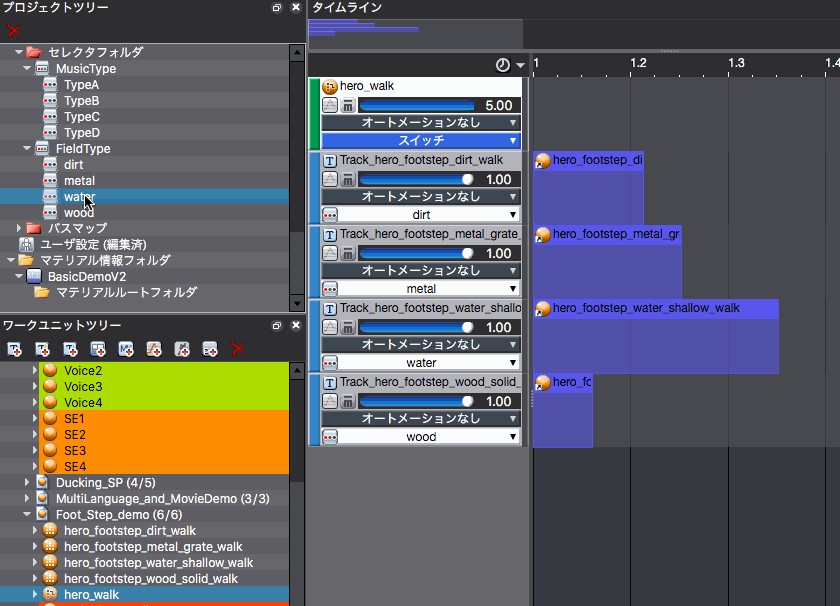 プロジェクトツリー
セレクタフォルダ
MusicType
TypeA
TypeB
TypeC
TypeD
FieldType
dirt
metal
water
wood
バスマップ
ユーザ設定 (編集済)
マテリアル情報フォルダ
BasicDemoV2
マテリアルルートフォルダ
ワークユニットツリー
Voice2
Voice3
Voice4
SE1
SE2
SE3
SE4
Ducking_SP (4/5)
MultiLanguage_and_MovieDemo (3/3)
Foot_Step_demo (6/6)
hero_footstep_dirt_walk
hero_footstep_metal_grate_walk
hero_footstep_water_shallow_walk
hero_footstep_wood_solid_walk
hero_walk
タイムライン
1 1.2 1.3 1.4
hero_walk
5.00
オートメーションなし
スイッチ
Track_hero_footstep_dirt_walk
1.00
オートメーションなし
dirt
hero_footstep_di
Track_hero_footstep_metal_grate_
1.00
オートメーションなし
metal
hero_footstep_metal_gr
Track_hero_footstep_water_shallo
1.00
オートメーションなし
water
hero_footstep_water_shallow_walk
Track_hero_footstep_wood_solid_
1.00
オートメーションなし
wood
hero_fo